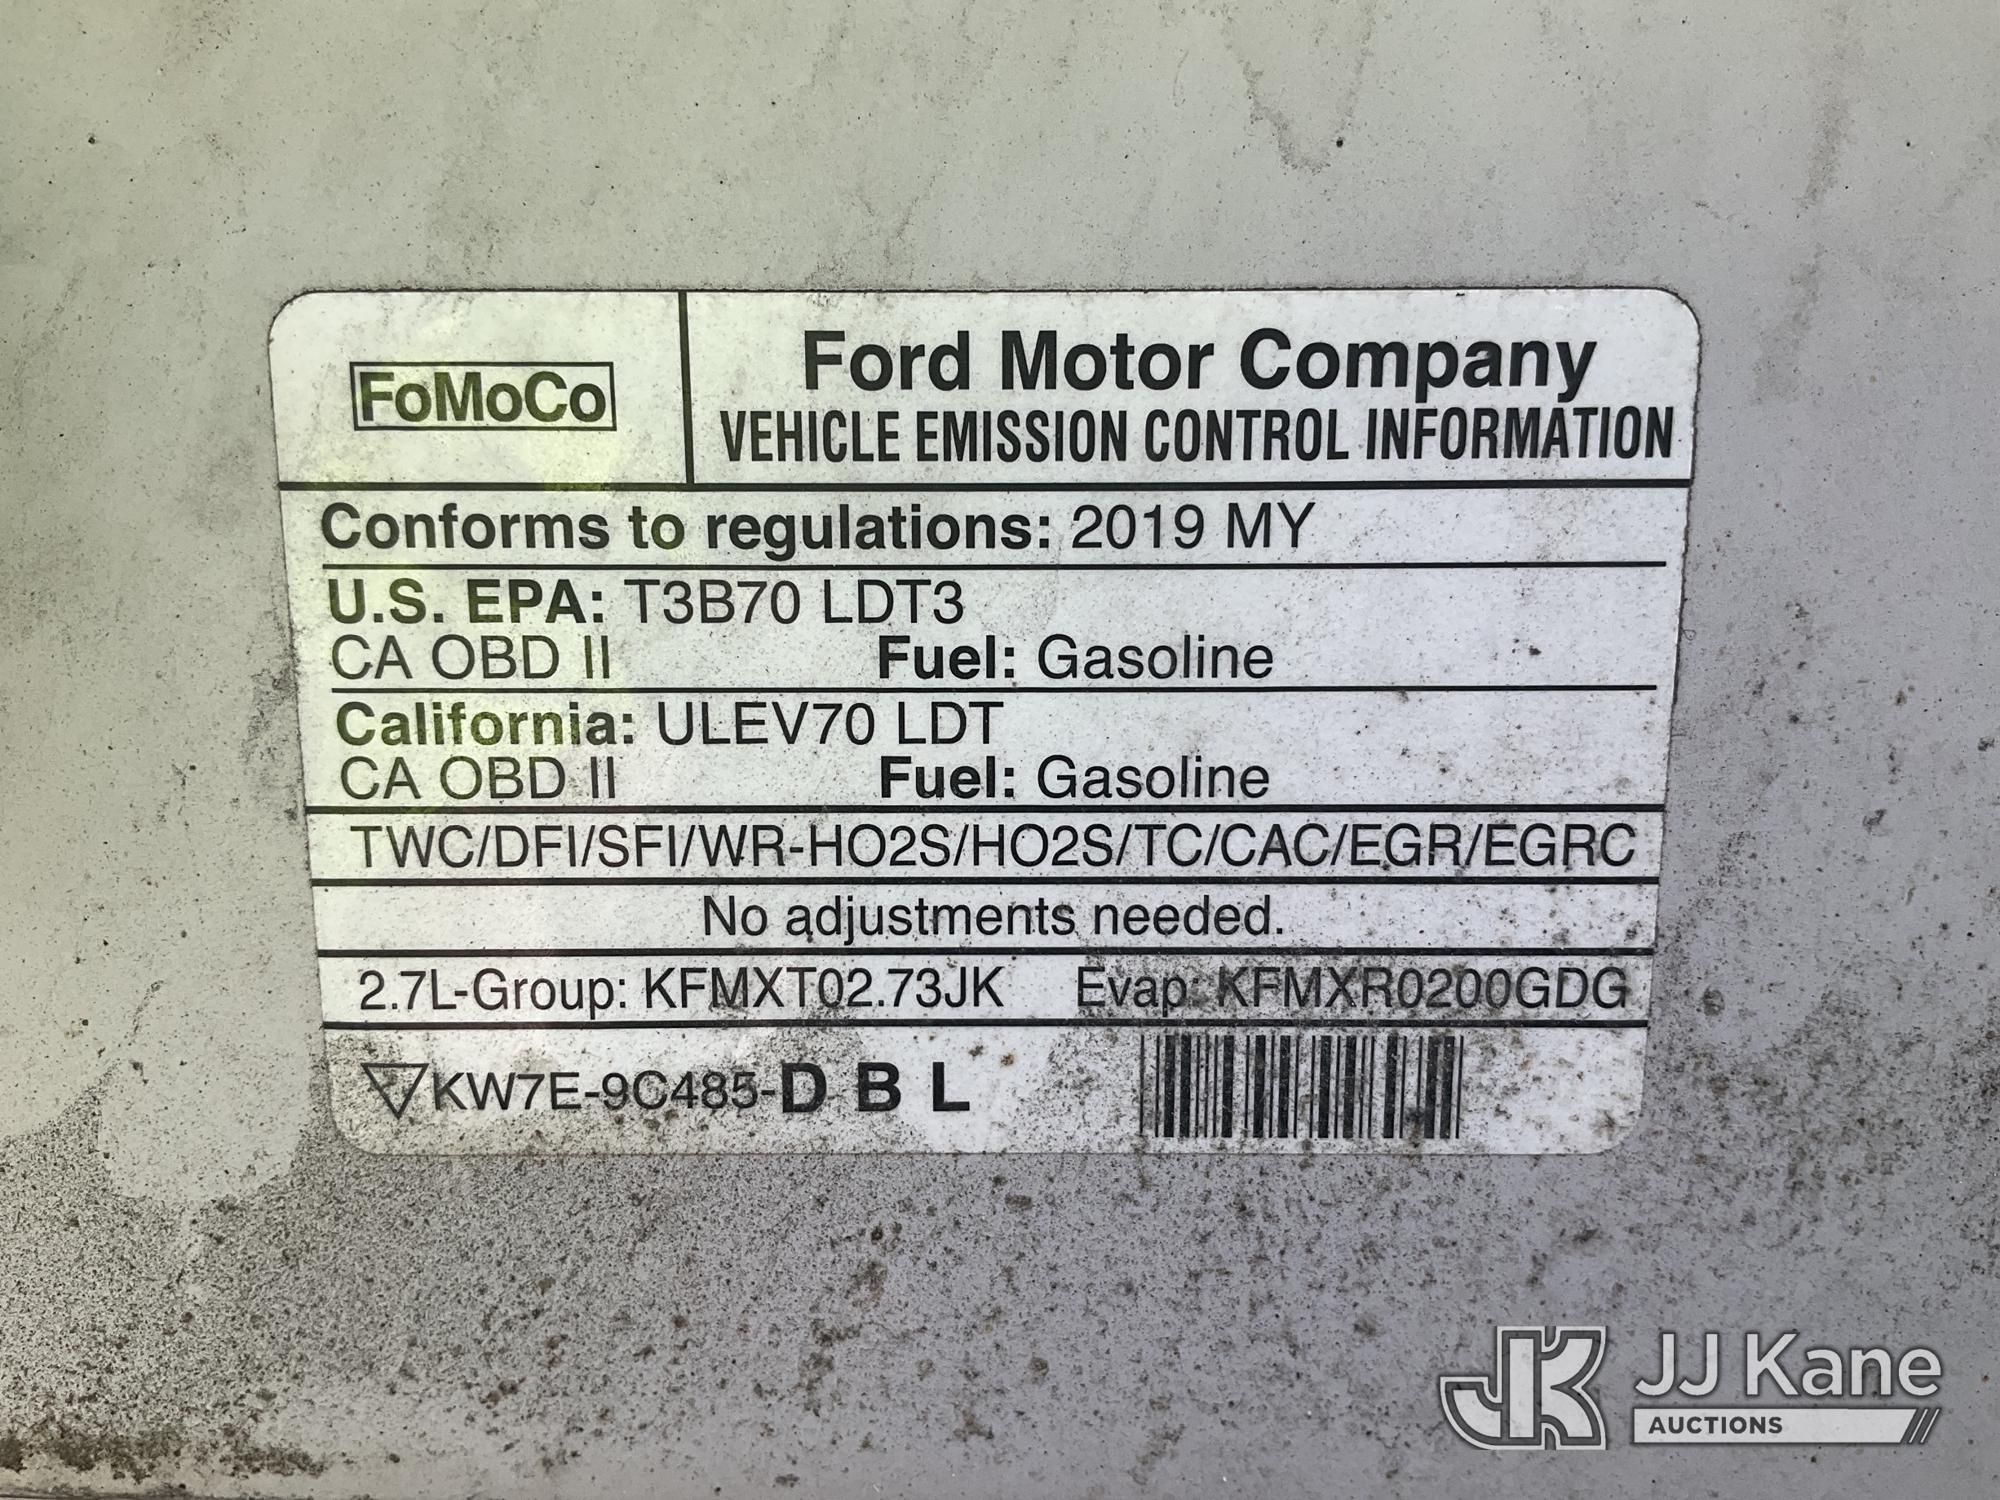 FoMoCo
Ford Motor Company
VEHICLE EMISSION CONTROL INFORMATION
Conforms to regulations: 2019 MY
U.S. EPA: T3B70 LDT3
CA OBD II Fuel: Gasoline
California: ULEV70 LDT
CA OBD II Fuel: Gasoline
TWC/DFI/SFI/WR-HO2S/HO2S/TC/CAC/EGR/EGRC
No adjustments needed.
2.7L-Group: KFMXT02.73JK Evap: KFMXR0200GDG
KW7E-9C485-D B L
JK JJ Kane
AUCTIONS